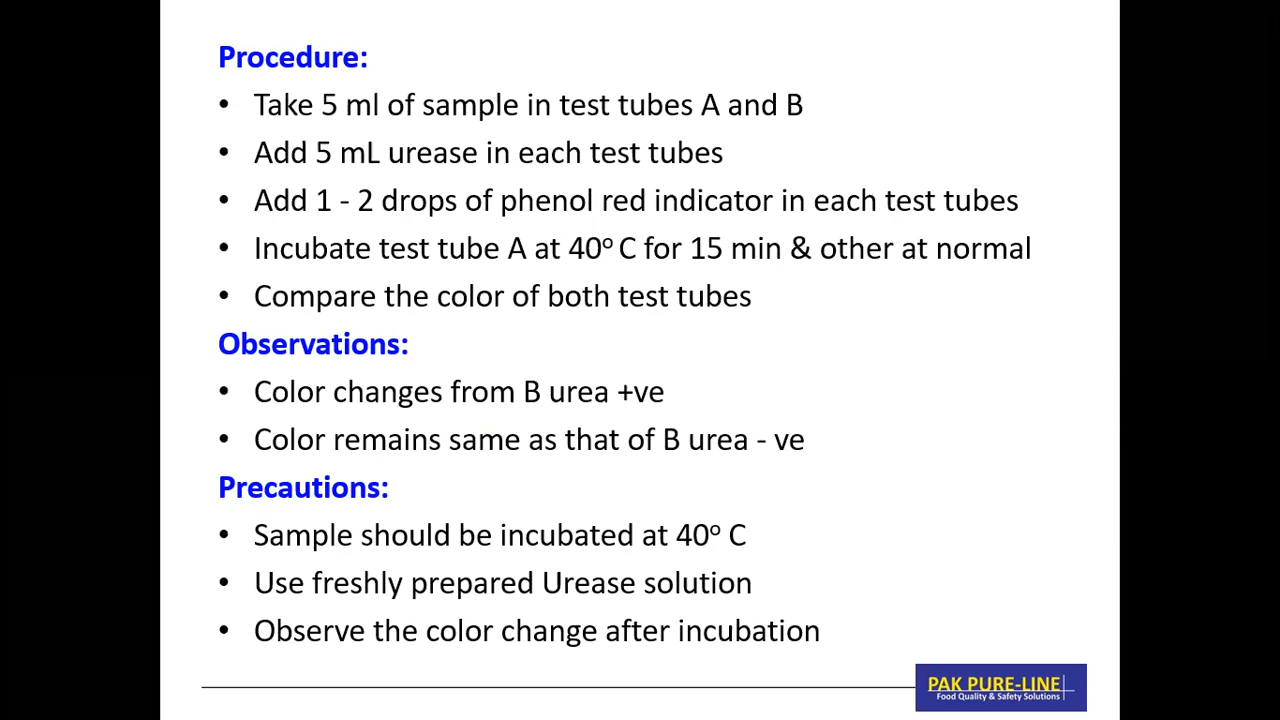 Procedure:
• Take 5 ml of sample in test tubes A and B
• Add 5 mL urease in each test tubes
• Add 1 - 2 drops of phenol red indicator in each test tubes
• Incubate test tube A at 40º C for 15 min & other at normal
• Compare the color of both test tubes
Observations:
• Color changes from B urea +ve
• Color remains same as that of B urea - ve
Precautions:
• Sample should be incubated at 40º C
• Use freshly prepared Urease solution
• Observe the color change after incubation
PAK PURE-LINE
Food Quality & Safety Solutions